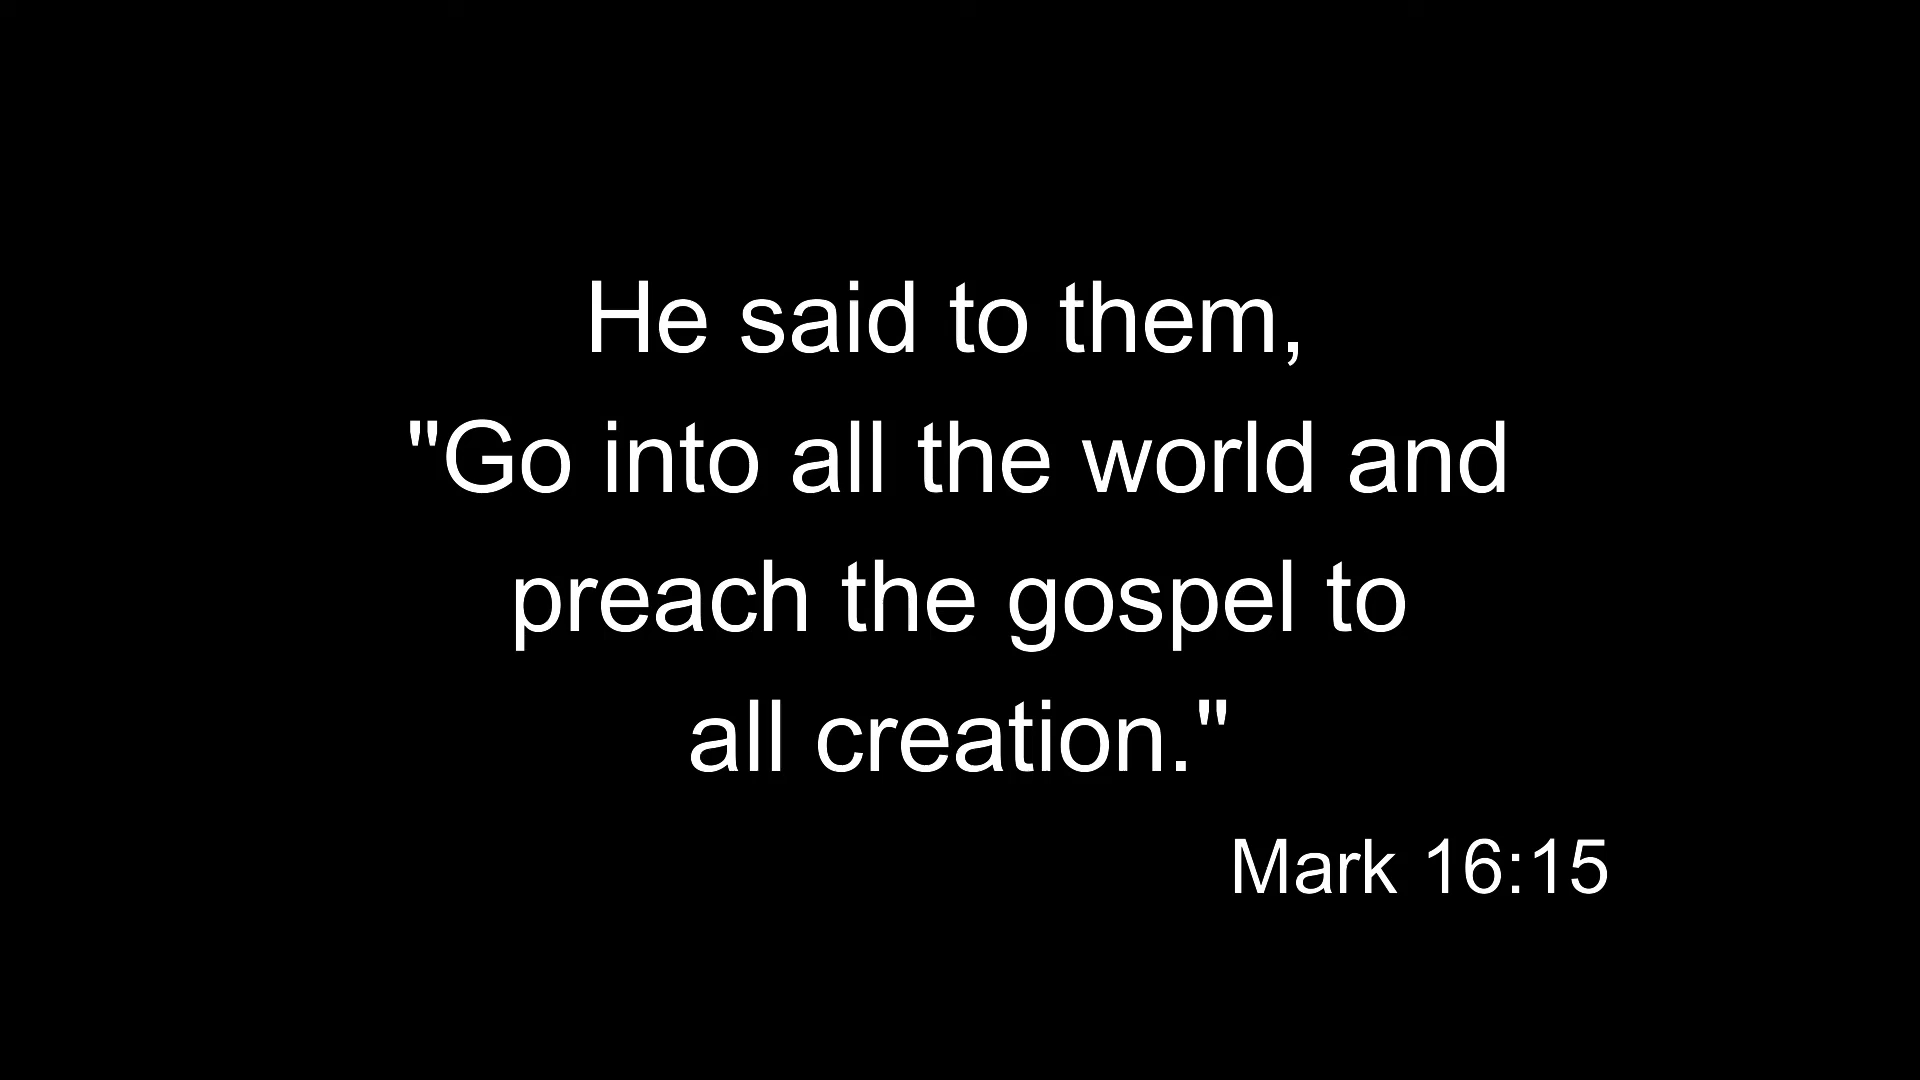 He said to them,
"Go into all the world and
preach the gospel to
all creation."
Mark 16:15